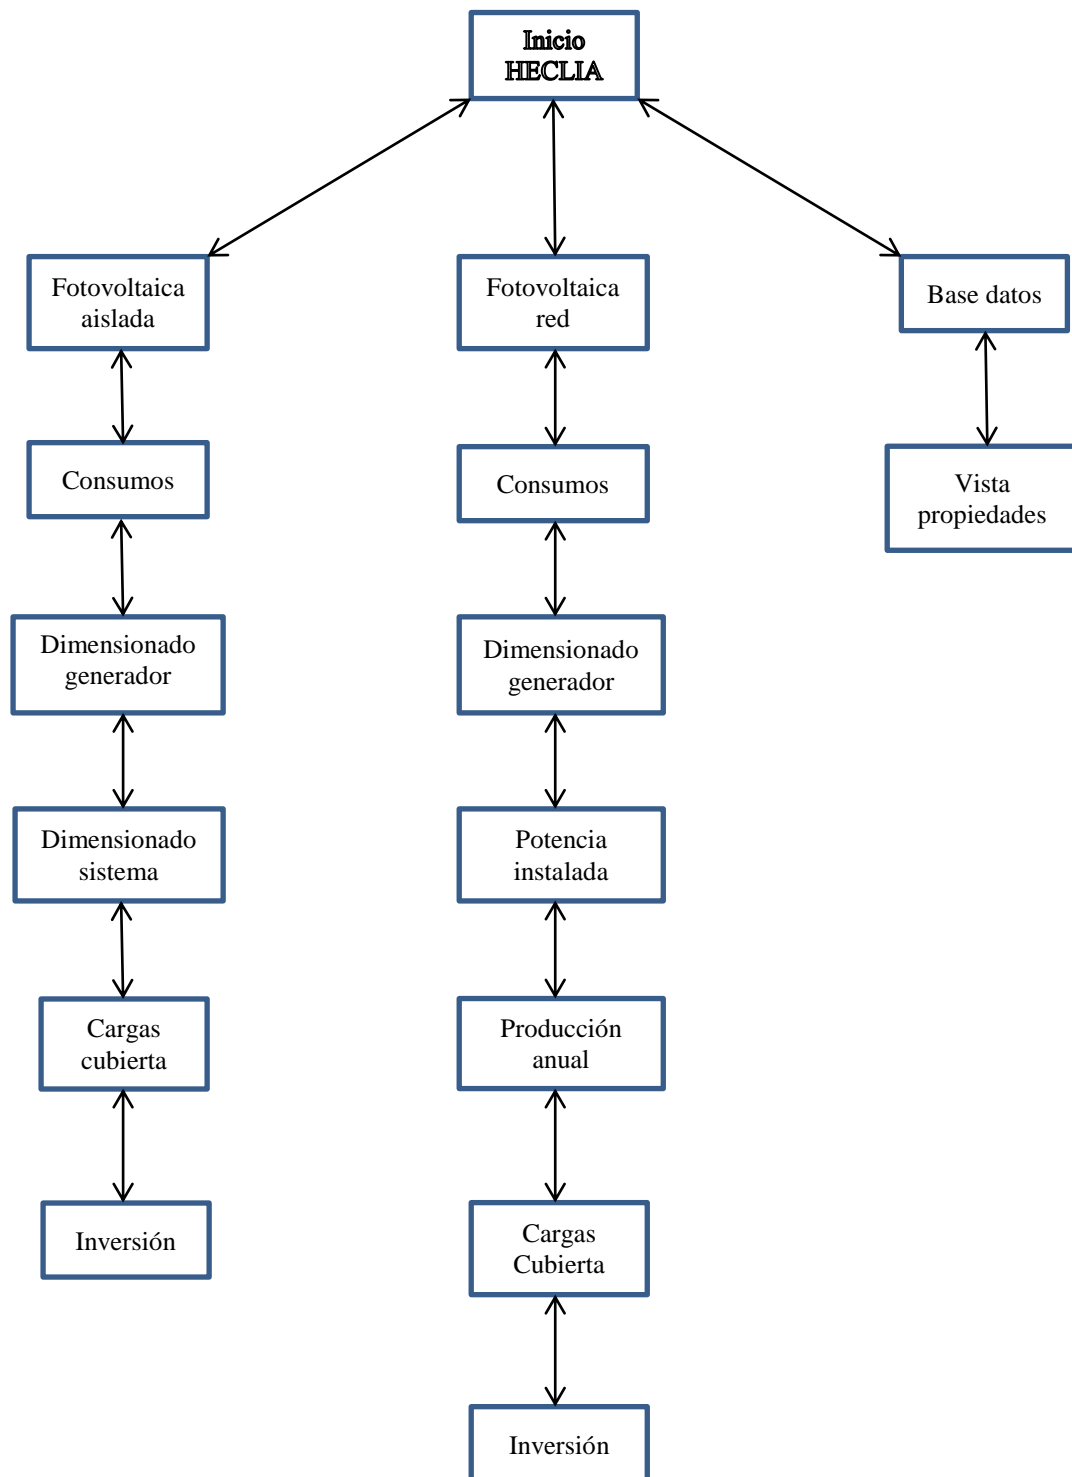 Inicio
HECLIA
Fotovoltaica
aislada
Fotovoltaica
red
Base datos
Consumos
Consumos
Vista
propiedades
Dimensionado
generador
Dimensionado
generador
Dimensionado
sistema
Potencia
instalada
Cargas
cubierta
Producción
anual
Inversión
Cargas
Cubierta
Inversión